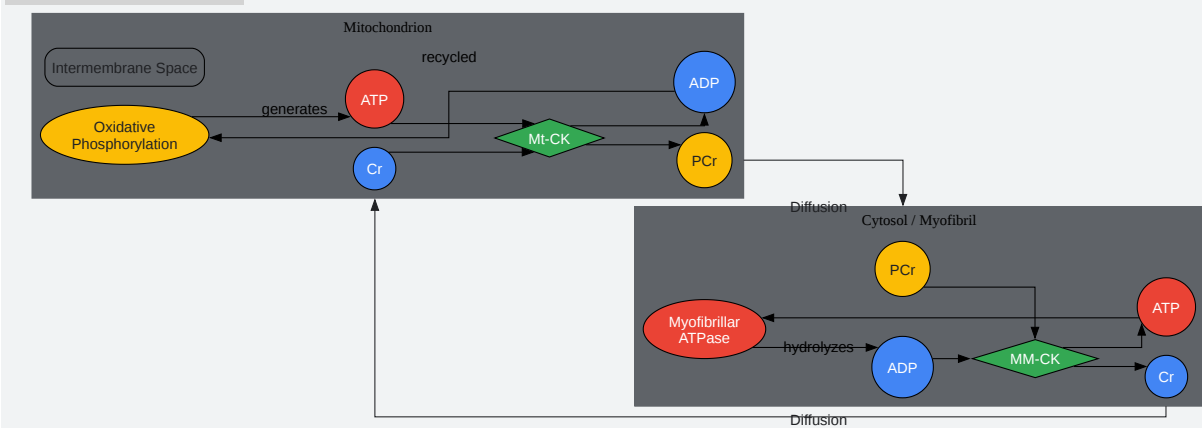 Mitochondrion
recycled
Intermembrane Space
ADP
ATP
generates
Oxidative
Phosphorylation
Mt-CK
PCr
Cr
Diffusion
Cytosol / Myofibril
PCr
ATP
Myofibrillar
ATPase
hydrolyzes
MM-CK
ADP
Cr
Diffusion